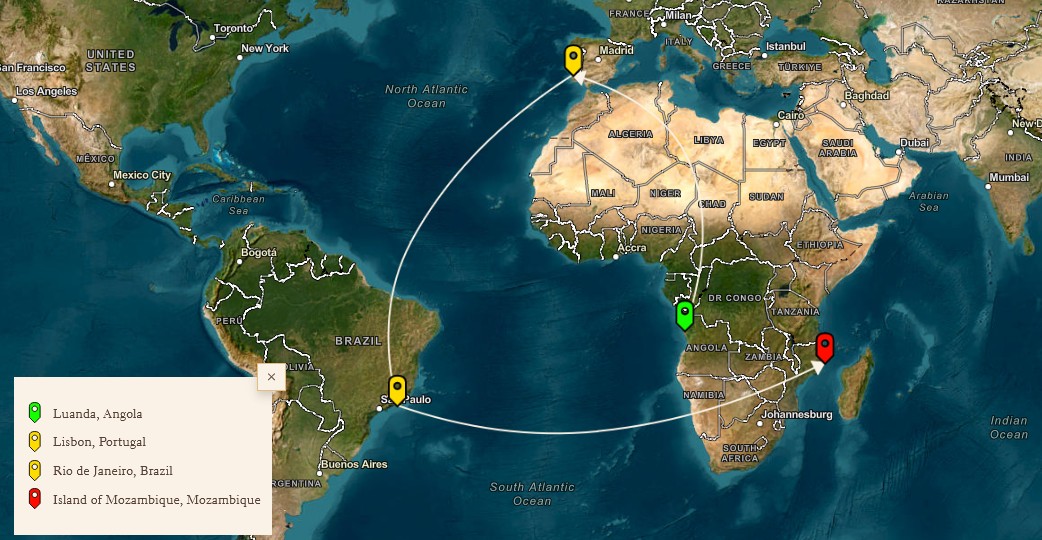 KAZAKHSTAN
FRANCE
Milan
Toronto
ITALY
Istanbul
New York
Madrid
UNITED
STATES
GREECE
TÜRKIYE
San Francisco
Los Angeles
North Atlantic
Ocean
Baghdad
Cairo
New D
ALGERIA
LIBYA
EGYPT
SAUDI
ARABIA
Dubai
MÉXICO
INDIA
Mexico City
Mumbai
Caribbean
Sea
MALI
NIGER
CHAD
SUDAN
Arabian
Sea
NIGERIA
Bogotá
Accra
ETHIOPIA
DR CONGO
PERÚ
TANZANIA
BRAZIL
ANGOLA
ZAMBIA
OLIVIA
×
NAMIBIA
São Paulo
Johannesburg
Indian
Ocean
Luanda, Angola
Lisbon, Portugal
SOUTH
AFRICA
Buenos Aires
Rio de Janeiro, Brazil
ARGENTINA
South Atlantic
Ocean
Island of Mozambique, Mozambique